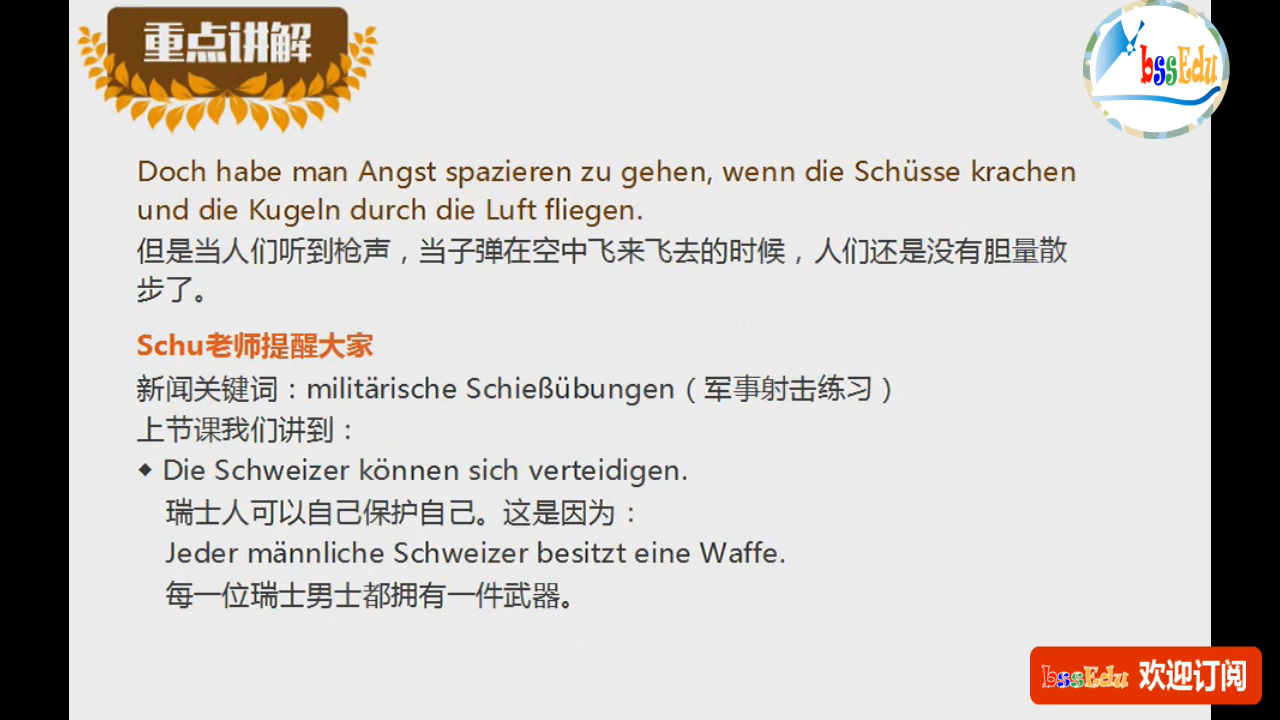 重点讲解
bssEdu
Doch habe man Angst spazieren zu gehen, wenn die Schüsse krachen
und die Kugeln durch die Luft fliegen.
但是当人们听到枪声，当子弹在空中飞来飞去的时候，人们还是没有胆量散
步了。
Schu老师提醒大家
新闻关键词：militärische Schießübungen（军事射击练习）
上节课我们讲到：
◆ Die Schweizer können sich verteidigen.
瑞士人可以自己保护自己。这是因为：
Jeder männliche Schweizer besitzt eine Waffe.
每一位瑞士男士都拥有一件武器。
bssEdu 欢迎订阅